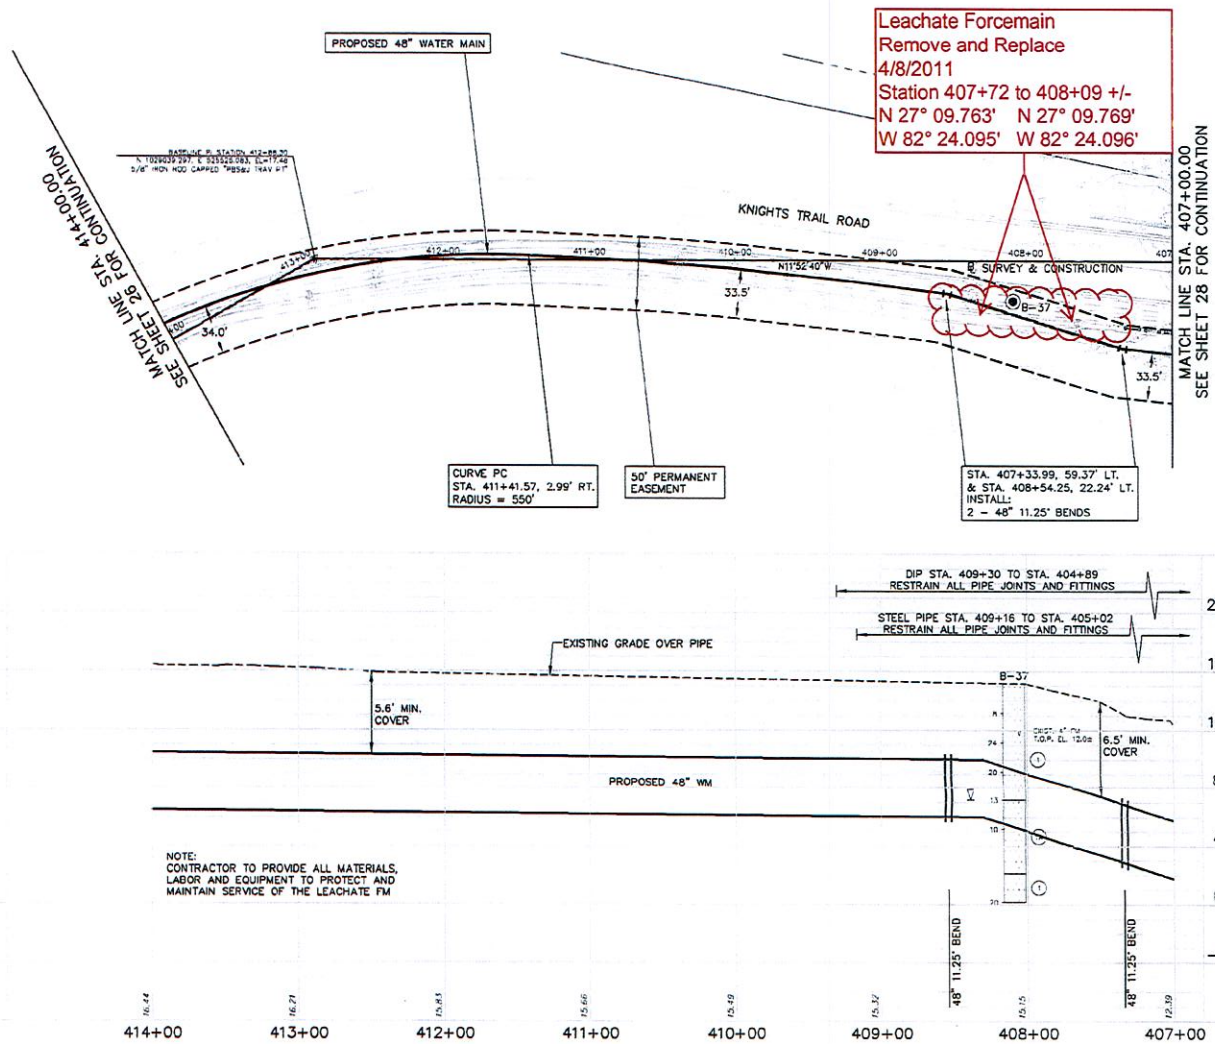 PROPOSED 48" WATER MAIN
Leachate Forcemain
Remove and Replace
4/8/2011
Station 407+72 to 408+09 +/-
N 27° 09.763' N 27° 09.769'
W 82° 24.095' W 82° 24.096'
MATCH LINE STA. 414+00.00
SEE SHEET 26 FOR CONTINUATION
MATCH LINE STA. 407+00.00
SEE SHEET 28 FOR CONTINUATION
KNIGHTS TRAIL ROAD
413+00
412+00
411+00
410+00
409+00
408+00
407
N11°52'40"W
SURVEY & CONSTRUCTION
B-37
34.0'
33.5'
33.5'
CURVE PC
STA. 411+41.57, 2.99' RT.
RADIUS = 550'
50' PERMANENT
EASEMENT
STA. 407+33.99, 59.37' LT.
& STA. 408+54.25, 22.24' LT.
INSTALL:
2 - 48" 11.25° BENDS
DIP STA. 409+30 TO STA. 404+89
RESTRAIN ALL PIPE JOINTS AND FITTINGS
STEEL PIPE STA. 409+16 TO STA. 405+02
RESTRAIN ALL PIPE JOINTS AND FITTINGS
EXISTING GRADE OVER PIPE
B-37
5.6' MIN.
COVER
6.5' MIN.
COVER
24
20
13
10
20
PROPOSED 48" WM
NOTE:
CONTRACTOR TO PROVIDE ALL MATERIALS,
LABOR AND EQUIPMENT TO PROTECT AND
MAINTAIN SERVICE OF THE LEACHATE FM
48" 11.25° BEND
48" 11.25° BEND
16.44
16.21
15.83
15.66
15.49
15.32
15.15
12.39
414+00
413+00
412+00
411+00
410+00
409+00
408+00
407+00